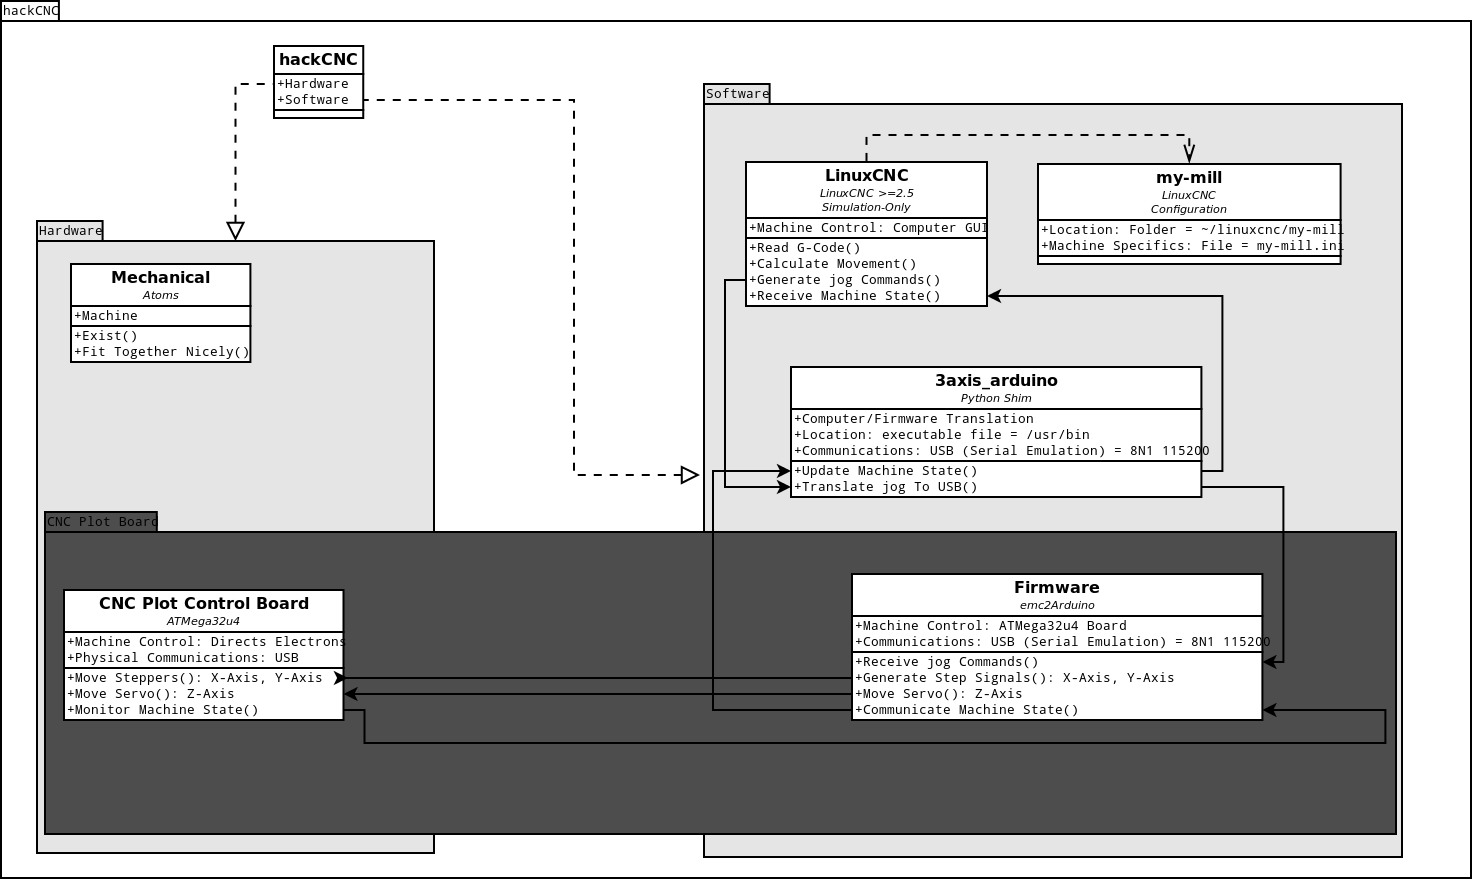 hackCNC
hackCNC
+Hardware
+Software
Software
LinuxCNC
LinuxCNC >=2.5
Simulation-Only
+Machine Control: Computer GUI
+Read G-Code()
+Calculate Movement()
+Generate jog Commands()
+Receive Machine State()
my-mill
LinuxCNC
Configuration
+Location: Folder = ~/linuxcnc/my-mill
+Machine Specifics: File = my-mill.ini
Hardware
Mechanical
Atoms
+Machine
+Exist()
+Fit Together Nicely()
3axis_arduino
Python Shim
+Computer/Firmware Translation
+Location: executable file = /usr/bin
+Communications: USB (Serial Emulation) = 8N1 115200
+Update Machine State()
+Translate jog To USB()
CNC Plot Board
CNC Plot Control Board
ATMega32u4
+Machine Control: Directs Electrons
+Physical Communications: USB
+Move Steppers(): X-Axis, Y-Axis
+Move Servo(): Z-Axis
+Monitor Machine State()
Firmware
emc2Arduino
+Machine Control: ATMega32u4 Board
+Communications: USB (Serial Emulation) = 8N1 115200
+Receive jog Commands()
+Generate Step Signals(): X-Axis, Y-Axis
+Move Servo(): Z-Axis
+Communicate Machine State()